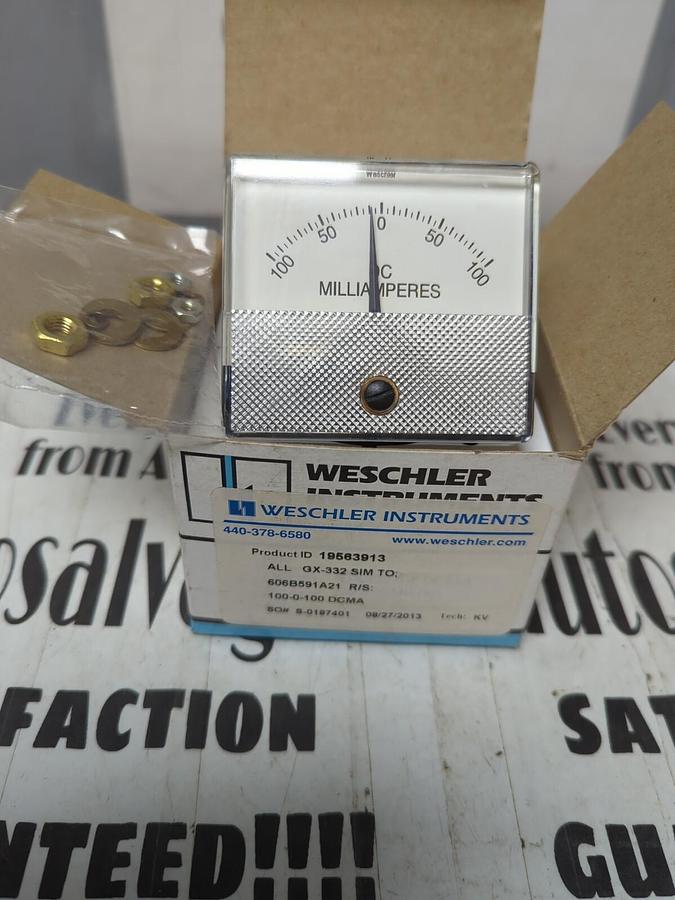 Weschler
100 50 0 50 100
DC
MILLIAMPERES
WESCHLER
INSTRUMENTS
WESCHLER INSTRUMENTS
440-378-6580 www.weschler.com
Product ID 19563913
ALL GX-332 SIM TO;
606B591A21 R/S:
100-0-100 DCMA
SO# S-0187401 08/27/2013 Tech: KV
from A
from
FACTION
SAT
NTEED!!!!
GU